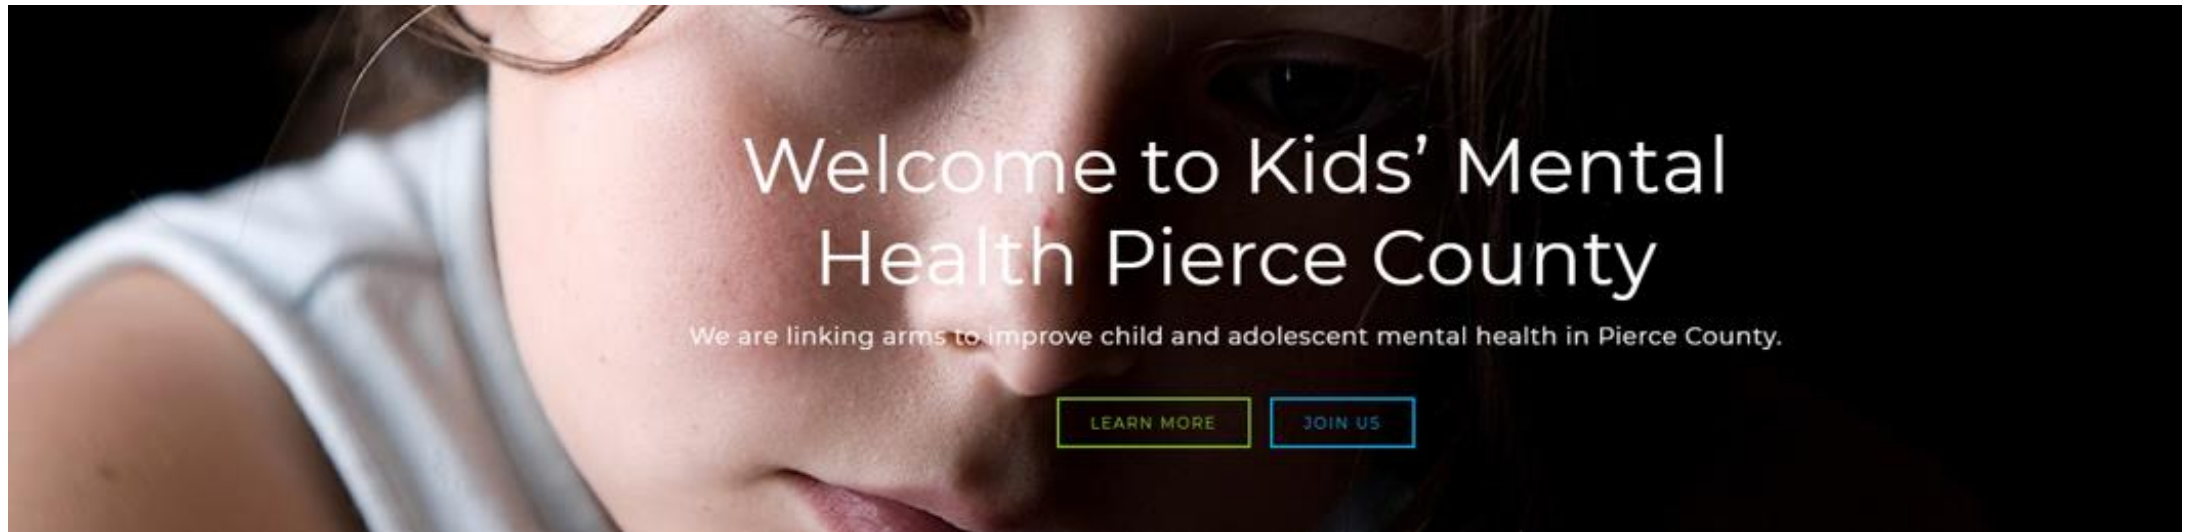 Welcome to Kids’ Mental
Health Pierce County
We are linking arms to improve child and adolescent mental health in Pierce County.
LEARN MORE
JOIN US